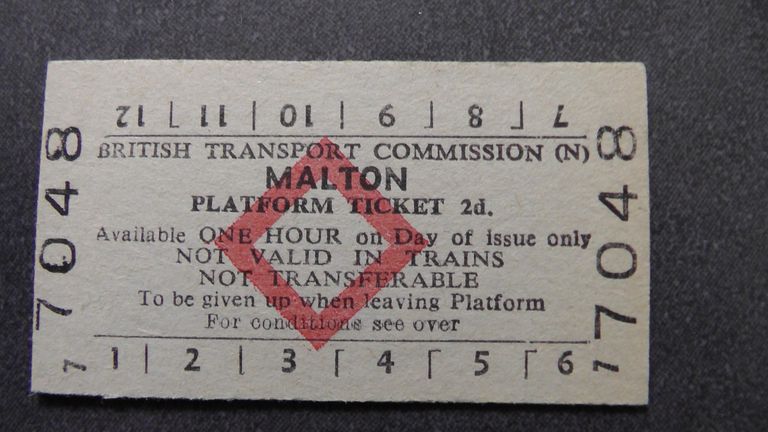 12 | 11 | 10 | 9 | 8 | 7
BRITISH TRANSPORT COMMISSION (N)
MALTON
PLATFORM TICKET 2d.
Available ONE HOUR on Day of issue only
NOT VALID IN TRAINS
NOT TRANSFERABLE
To be given up when leaving Platform
For conditions see over
1 | 2 | 3 | 4 | 5 | 6
7 7048
7 7048